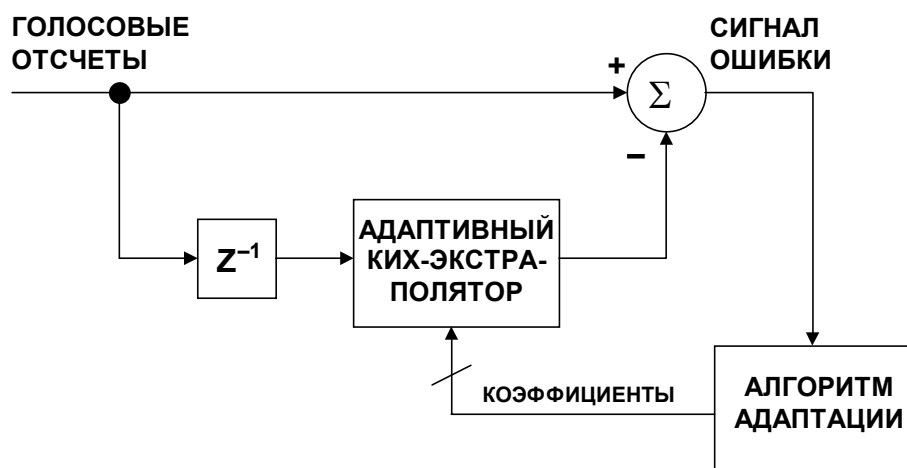 ГОЛОСОВЫЕ
ОТСЧЕТЫ
СИГНАЛ
ОШИБКИ
+
Σ
−
Z⁻¹
АДАПТИВНЫЙ
КИХ-ЭКСТРА-
ПОЛЯТОР
КОЭФФИЦИЕНТЫ
АЛГОРИТМ
АДАПТАЦИИ